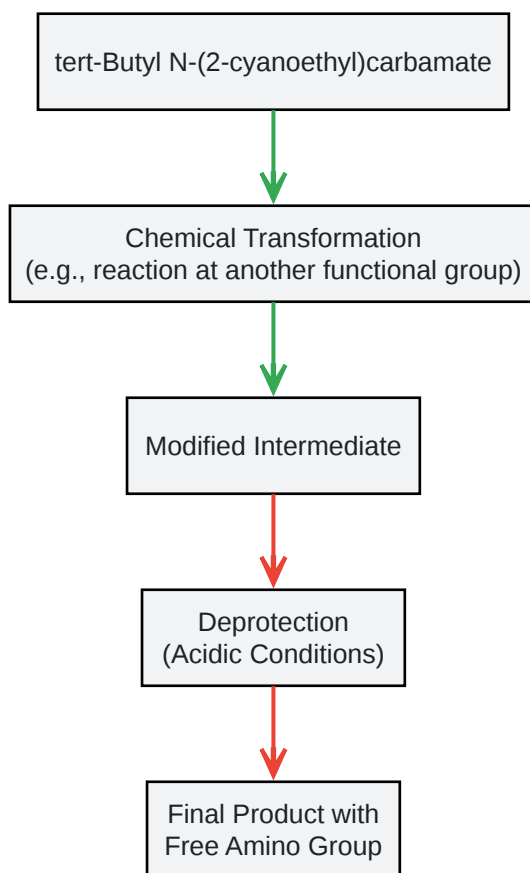 tert-Butyl N-(2-cyanoethyl)carbamate
Chemical Transformation
(e.g., reaction at another functional group)
Modified Intermediate
Deprotection
(Acidic Conditions)
Final Product with
Free Amino Group